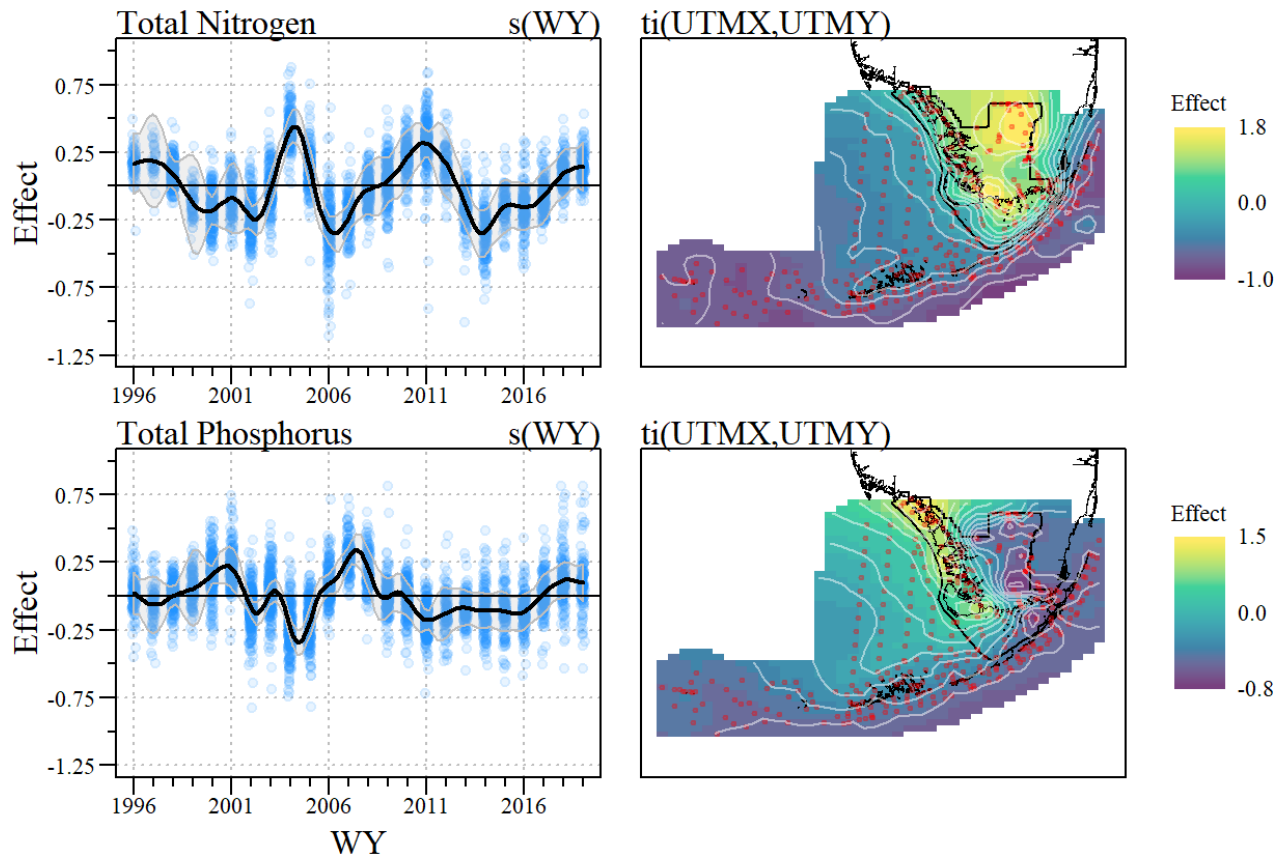 Total Nitrogen s(WY)
ti(UTMX,UTMY)
Effect
0.75
0.25
-0.25
-0.75
-1.25
1996 2001 2006 2011 2016
Effect
1.8
0.0
-1.0
Total Phosphorus s(WY)
ti(UTMX,UTMY)
Effect
0.75
0.25
-0.25
-0.75
-1.25
1996 2001 2006 2011 2016
WY
Effect
1.5
0.0
-0.8